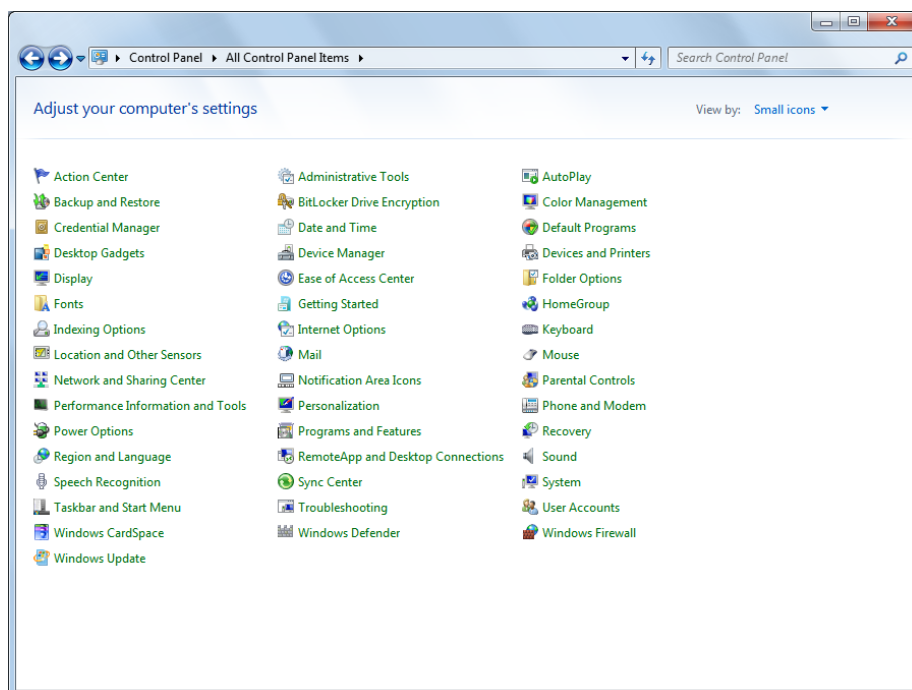 Control Panel All Control Panel Items Search Control Panel
Adjust your computer's settings View by: Small icons
Action Center Administrative Tools AutoPlay
Backup and Restore BitLocker Drive Encryption Color Management
Credential Manager Date and Time Default Programs
Desktop Gadgets Device Manager Devices and Printers
Display Ease of Access Center Folder Options
Fonts Getting Started HomeGroup
Indexing Options Internet Options Keyboard
Location and Other Sensors Mail Mouse
Network and Sharing Center Notification Area Icons Parental Controls
Performance Information and Tools Personalization Phone and Modem
Power Options Programs and Features Recovery
Region and Language RemoteApp and Desktop Connections Sound
Speech Recognition Sync Center System
Taskbar and Start Menu Troubleshooting User Accounts
Windows CardSpace Windows Defender Windows Firewall
Windows Update